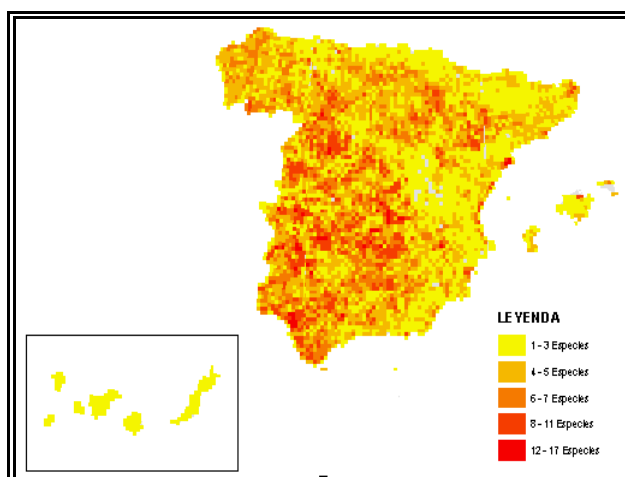 LEYENDA
1 - 3 Especies
4 - 5 Especies
6 - 7 Especies
8 - 11 Especies
12 - 17 Especies